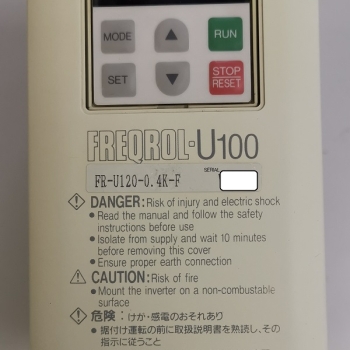 MODE
RUN
SET
STOP
RESET
FREQROL-U100
SERIAL
FR-U120-0.4K-F
DANGER: Risk of injury and electric shock
● Read the manual and follow the safety
instructions before use
● Isolate from supply and wait 10 minutes
before removing this cover
● Ensure proper earth connection
CAUTION: Risk of fire
● Mount the inverter on a non-combustable
surface
危険：けが・感電のおそれあり
● 据付け運転の前に取扱説明書を熟読し、その
指示に従うこと